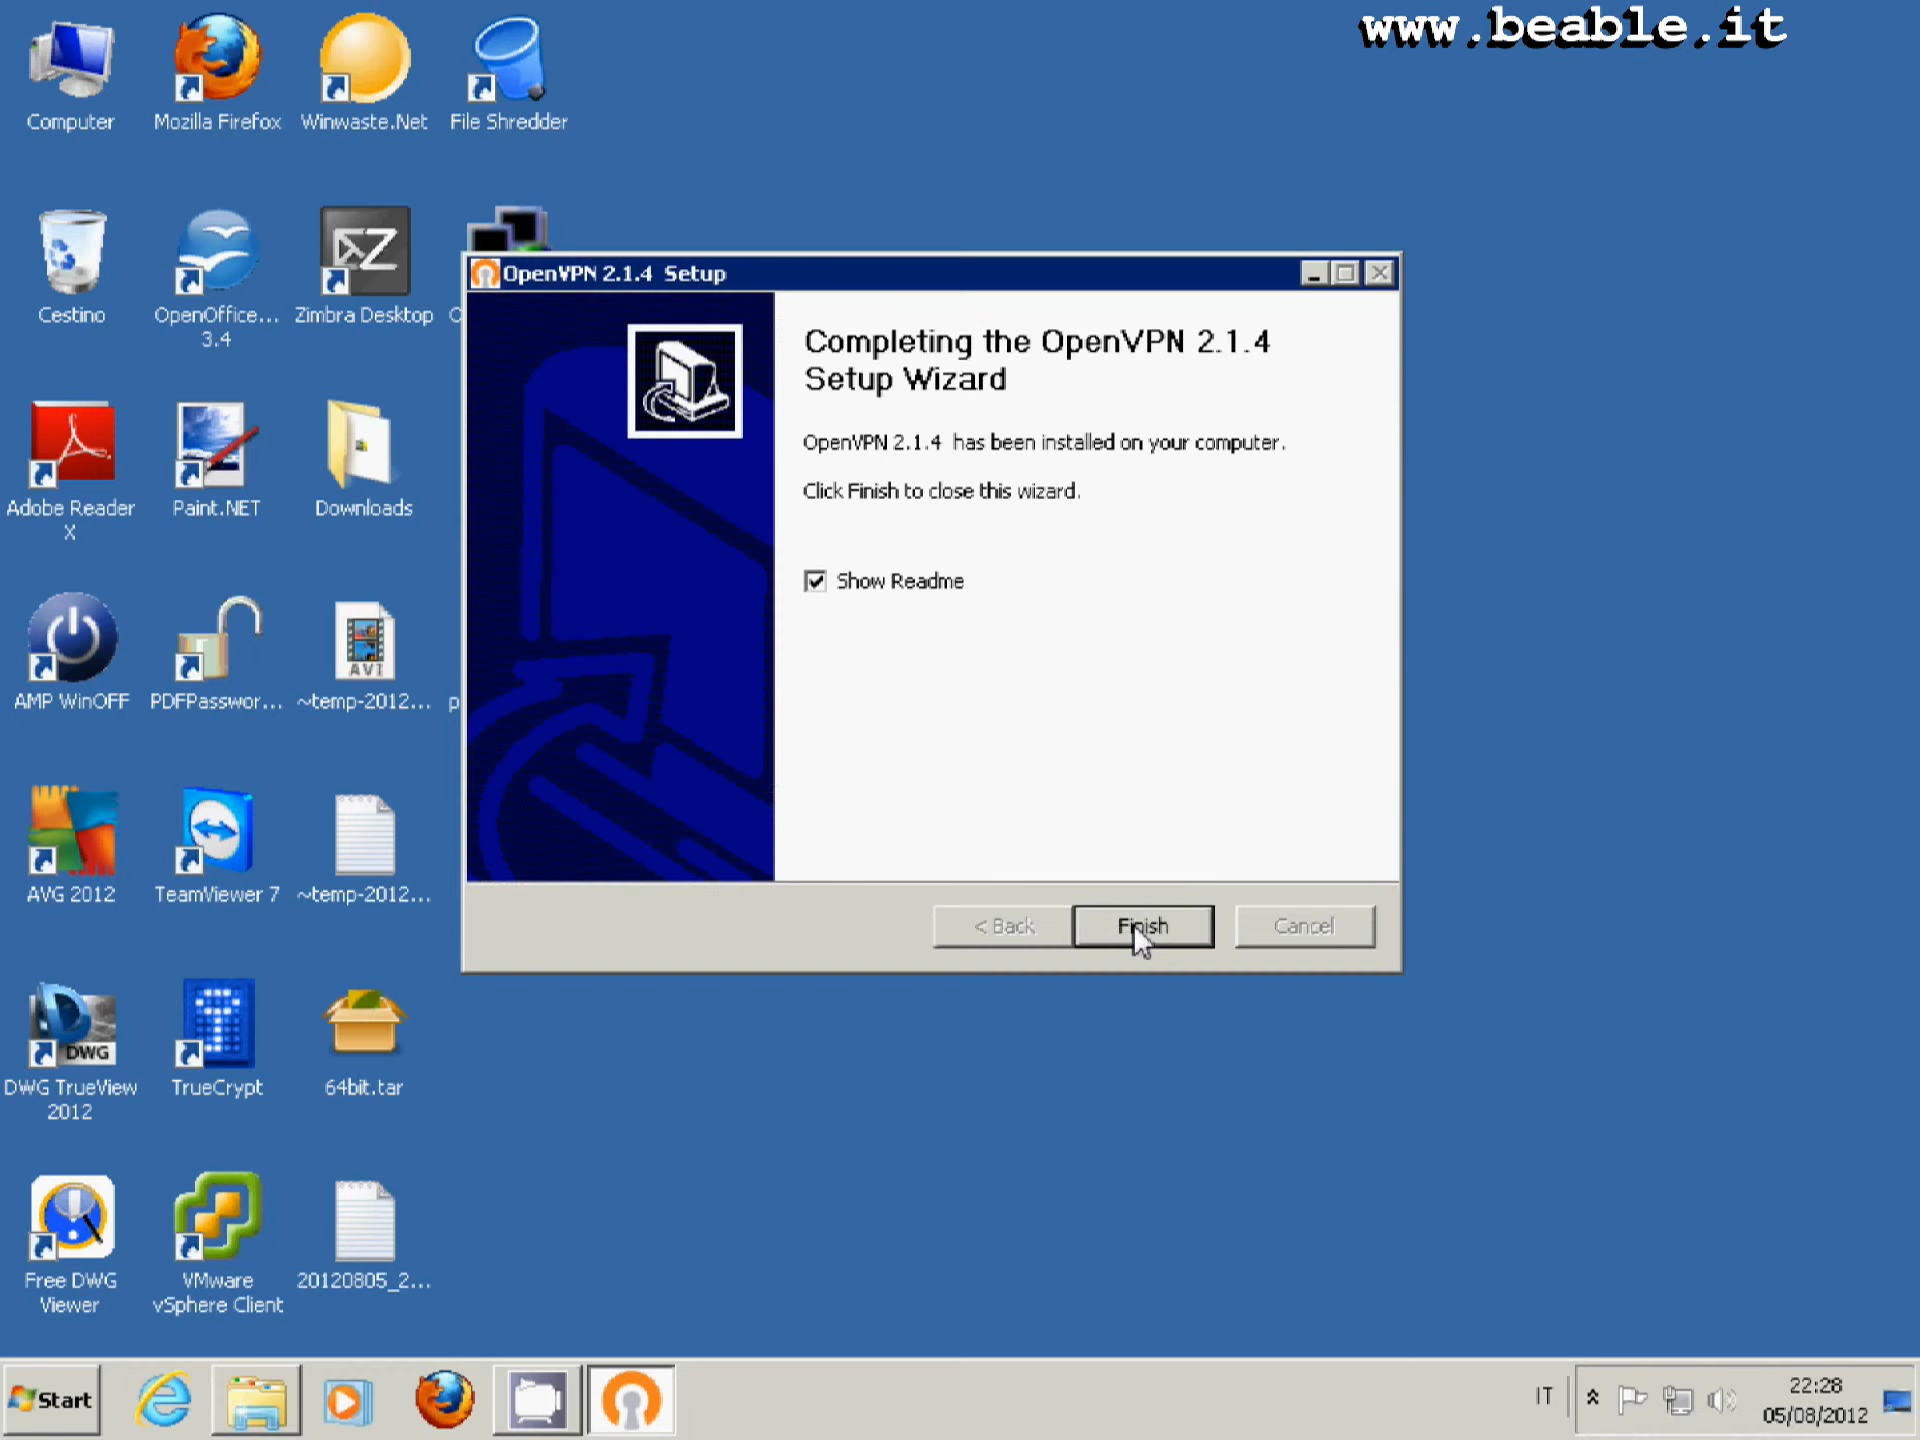 www.beable.it
Computer
Mozilla Firefox
Winwaste.Net
File Shredder
Cestino
OpenOffice...
3.4
Zimbra Desktop
OpenVPN 2.1.4 Setup
Completing the OpenVPN 2.1.4
Setup Wizard
OpenVPN 2.1.4 has been installed on your computer.
Click Finish to close this wizard.
Show Readme
< Back
Finish
Cancel
Adobe Reader
X
Paint.NET
Downloads
AMP WinOFF
PDFPasswor...
AVI
~temp-2012...
AVG 2012
TeamViewer 7
~temp-2012...
DWG
DWG TrueView
2012
TrueCrypt
64bit.tar
Free DWG
Viewer
VMware
vSphere Client
20120805_2...
Start
IT
22:28
05/08/2012